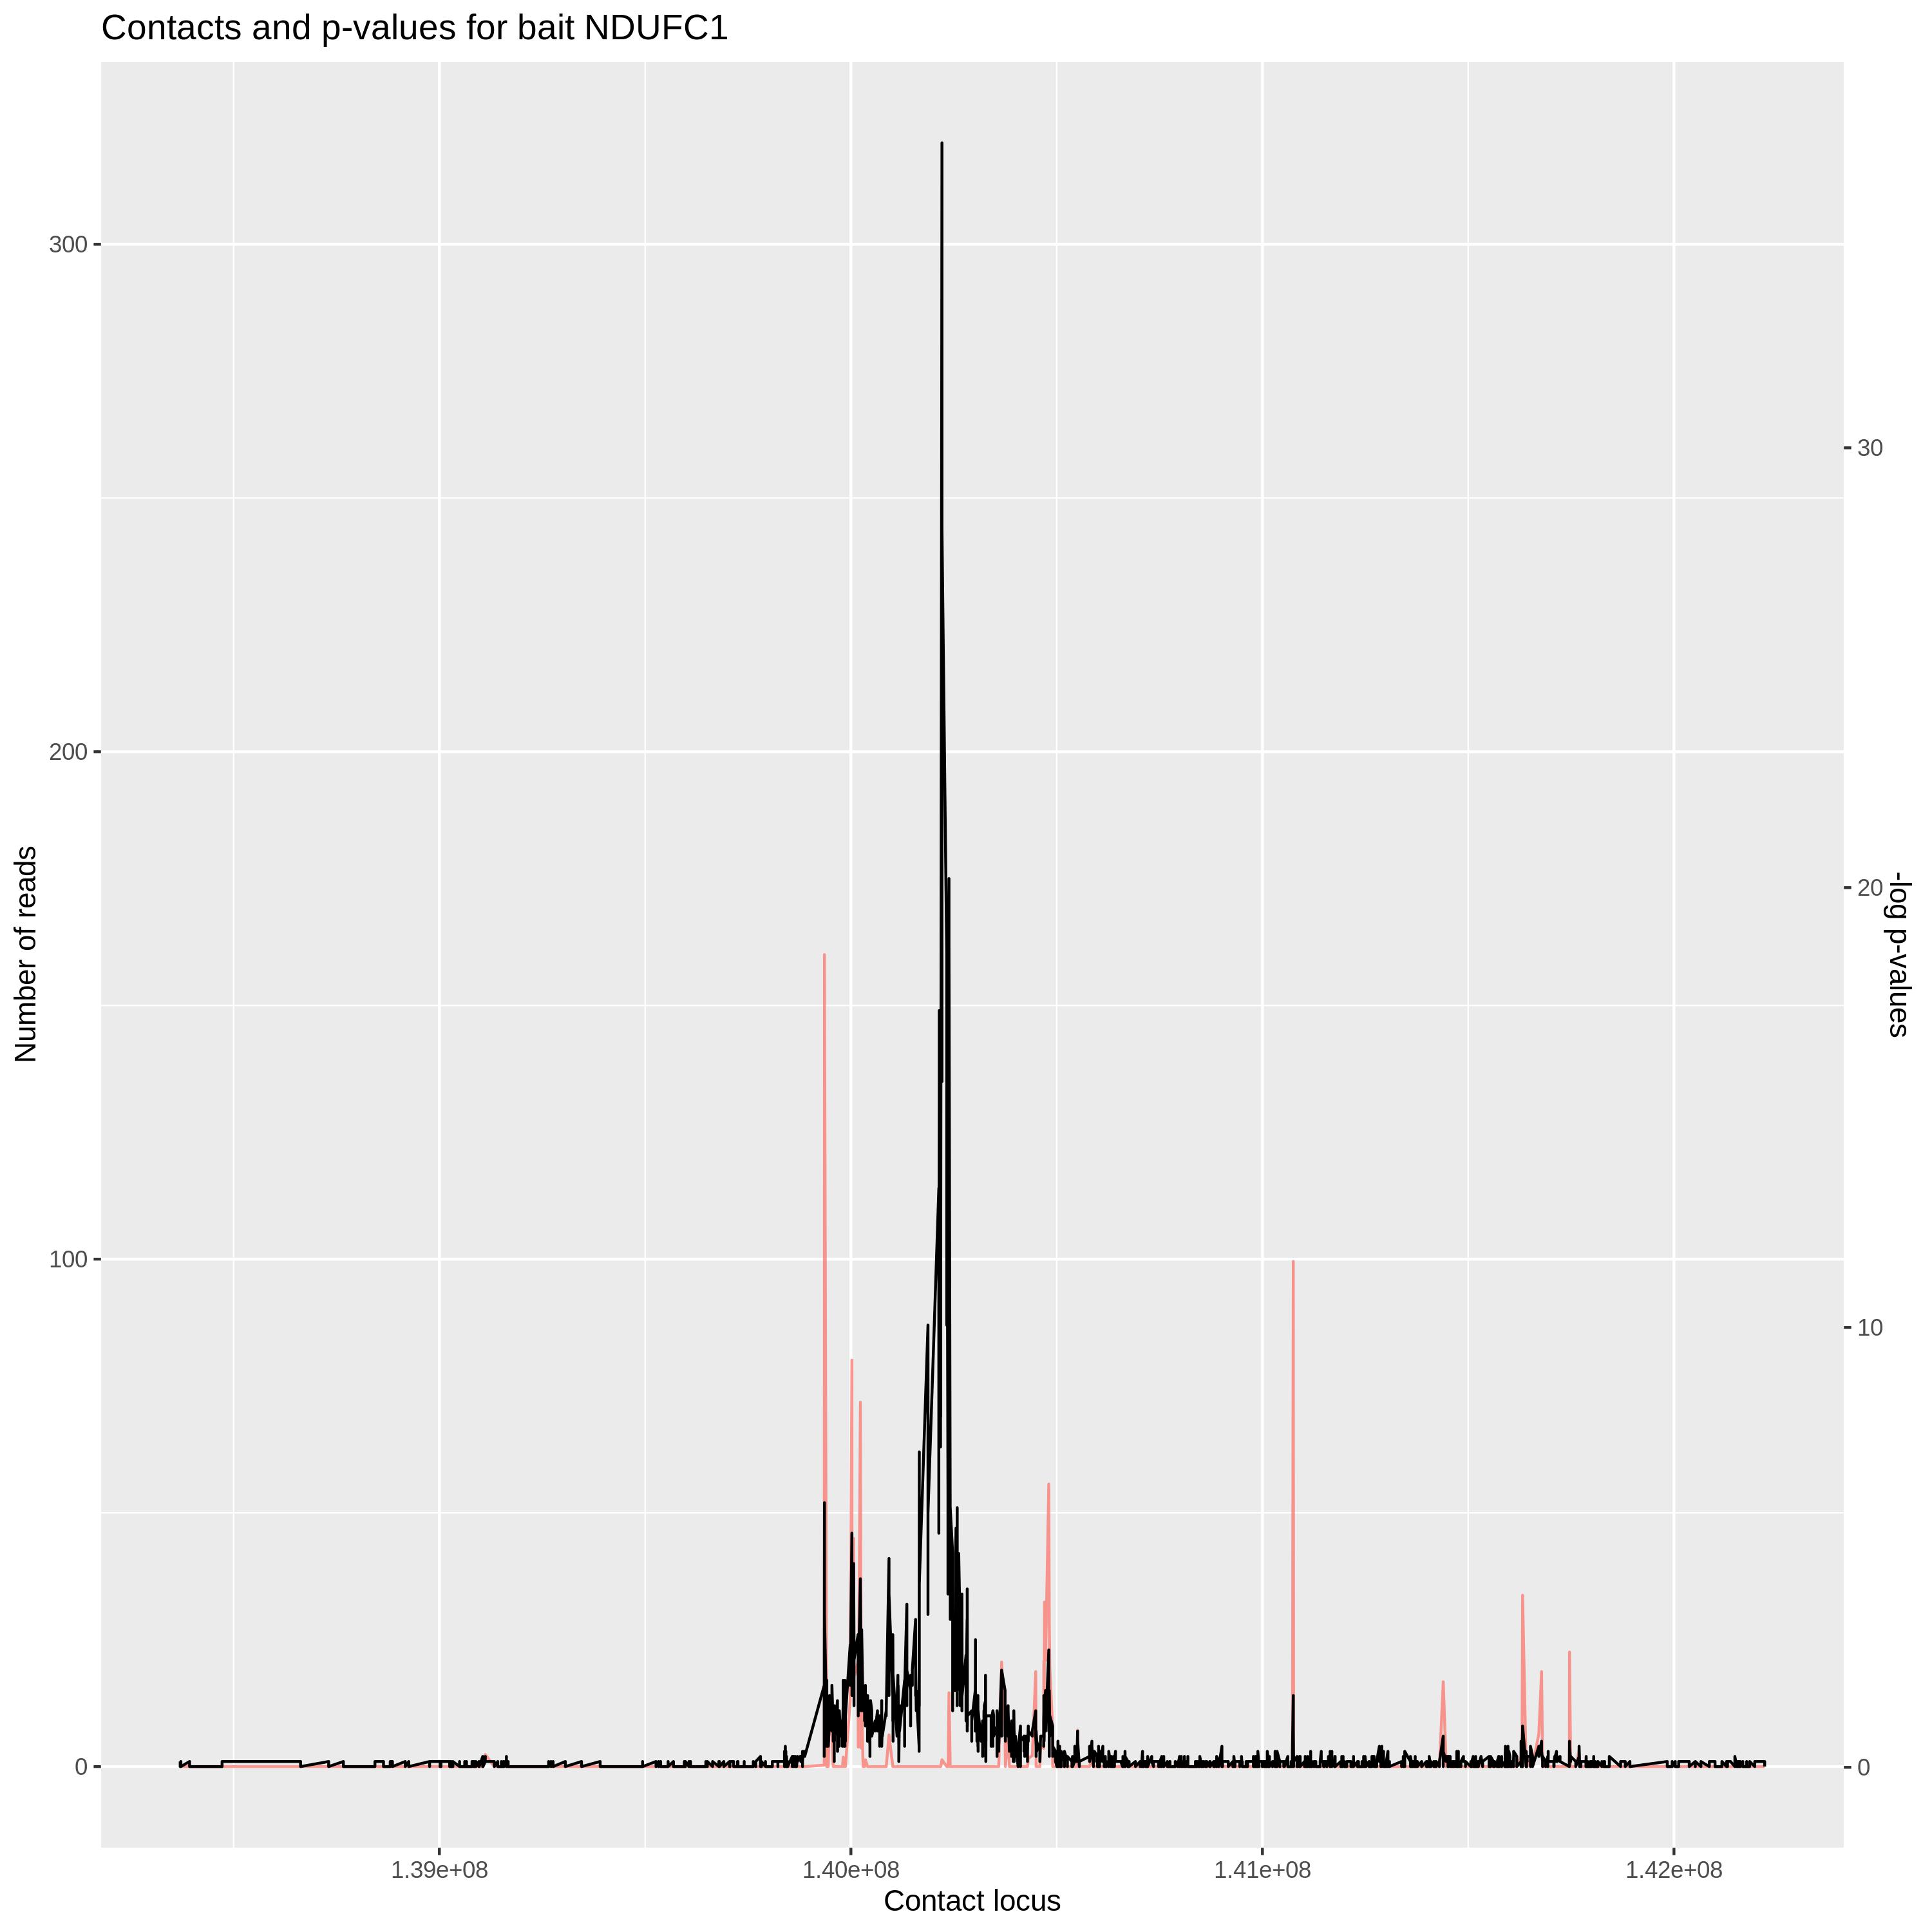 Contacts and p-values for bait NDUFC1
300
200
100
0
Number of reads
30
20
10
0
-log p-values
1.39e+08
1.40e+08
1.41e+08
1.42e+08
Contact locus